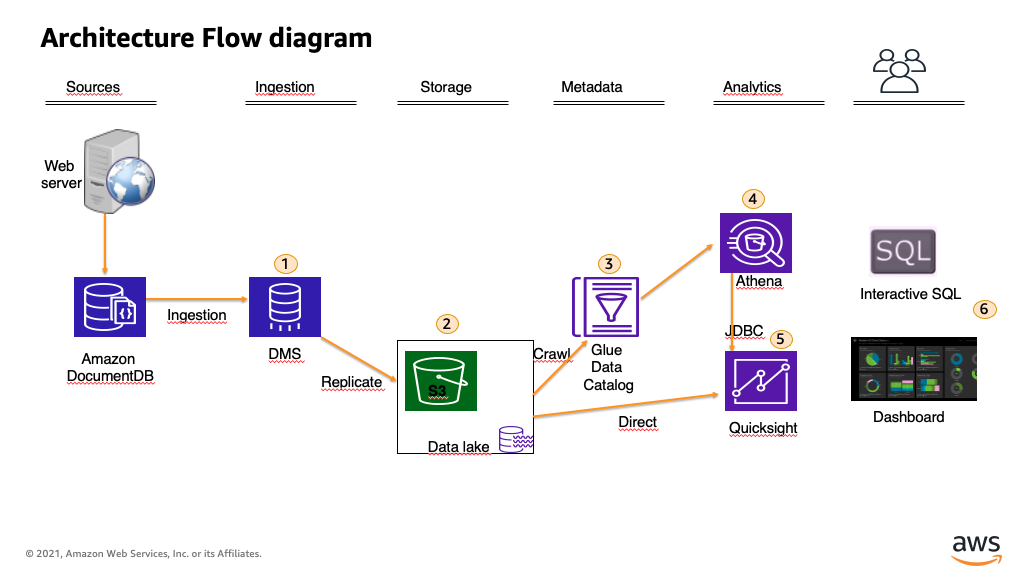 Architecture Flow diagram
Sources
Ingestion
Storage
Metadata
Analytics
Web
server
4
SQL
Athena
Interactive SQL
1
3
6
Ingestion
2
JDBC
5
Amazon
DocumentDB
DMS
Replicate
Crawl
Glue
Data
Catalog
S3
Direct
Quicksight
Dashboard
Data lake
© 2021, Amazon Web Services, Inc. or its Affiliates.
aws